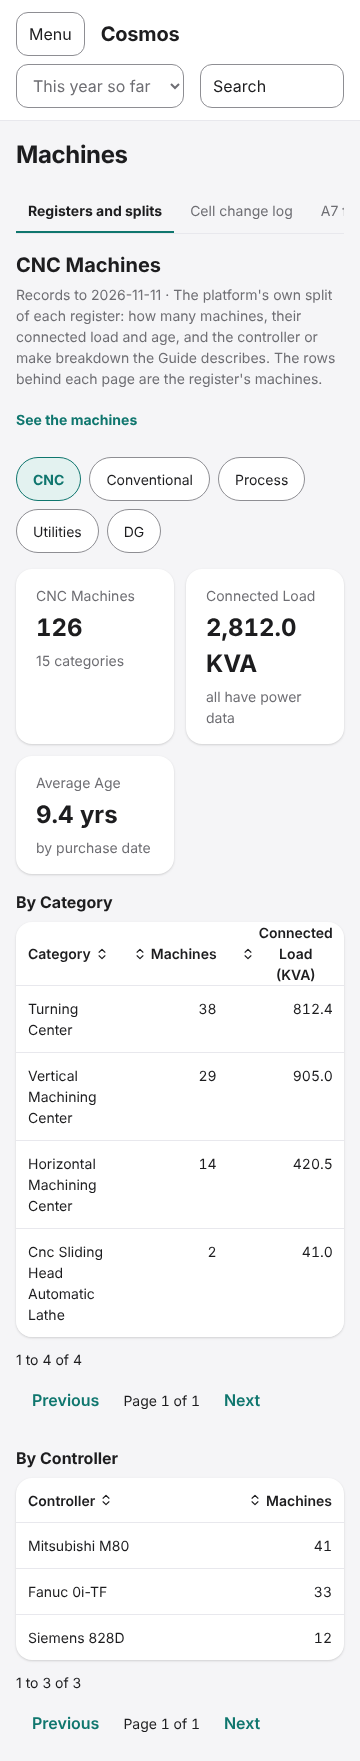 Menu
Cosmos
This year so far
Search
Machines
Registers and splits
Cell change log
A7
CNC Machines
Records to 2026-11-11 · The platform's own split
of each register: how many machines, their
connected load and age, and the controller or
make breakdown the Guide describes. The rows
behind each page are the register's machines.
See the machines
CNC
Conventional
Process
Utilities
DG
CNC Machines
126
15 categories
Connected Load
2,812.0
KVA
all have power
data
Average Age
9.4 yrs
by purchase date
By Category
Category
Machines
Connected
Load
(KVA)
Turning
Center
38
812.4
Vertical
Machining
Center
29
905.0
Horizontal
Machining
Center
14
420.5
Cnc Sliding
Head
Automatic
Lathe
2
41.0
1 to 4 of 4
Previous
Page 1 of 1
Next
By Controller
Controller
Machines
Mitsubishi M80
41
Fanuc 0i-TF
33
Siemens 828D
12
1 to 3 of 3
Previous
Page 1 of 1
Next